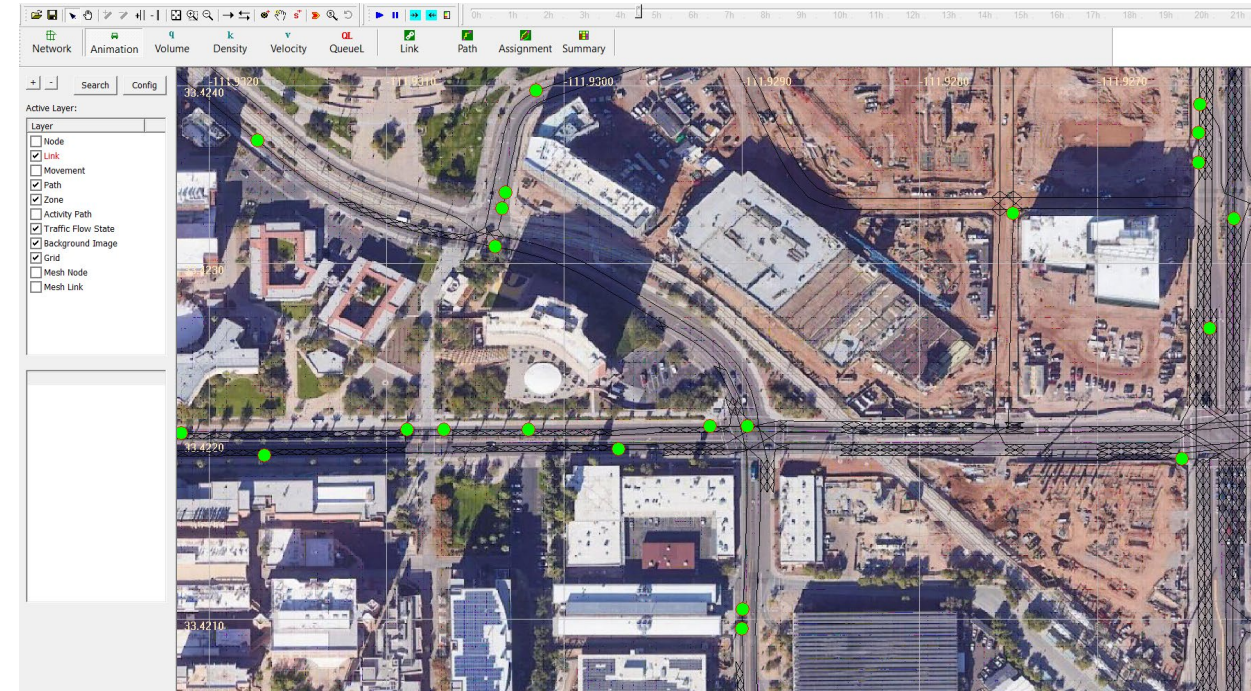 0h 1h 2h 3h 4h 5h 6h 7h 8h 9h 10h 11h 12h 13h 14h 15h 16h 17h 18h 19h 20h 21h
q k v QL
Network Animation Volume Density Velocity QueueL Link Path Assignment Summary
+ - Search Config
Active Layer:
Layer
Node
Link
Movement
Path
Zone
Activity Path
Traffic Flow State
Background Image
Grid
Mesh Node
Mesh Link
-111.9320 -111.9310 -111.9300 -111.9290 -111.9280 -111.9270
33.4240
33.4220
33.4210